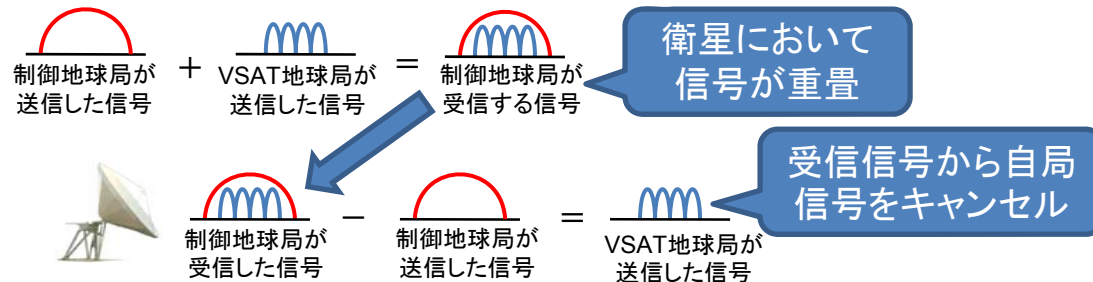 制御地球局が
送信した信号
+
VSAT地球局が
送信した信号
=
制御地球局が
受信する信号
衛星において
信号が重畳
制御地球局が
受信した信号
−
制御地球局が
送信した信号
=
VSAT地球局が
送信した信号
受信信号から自局
信号をキャンセル